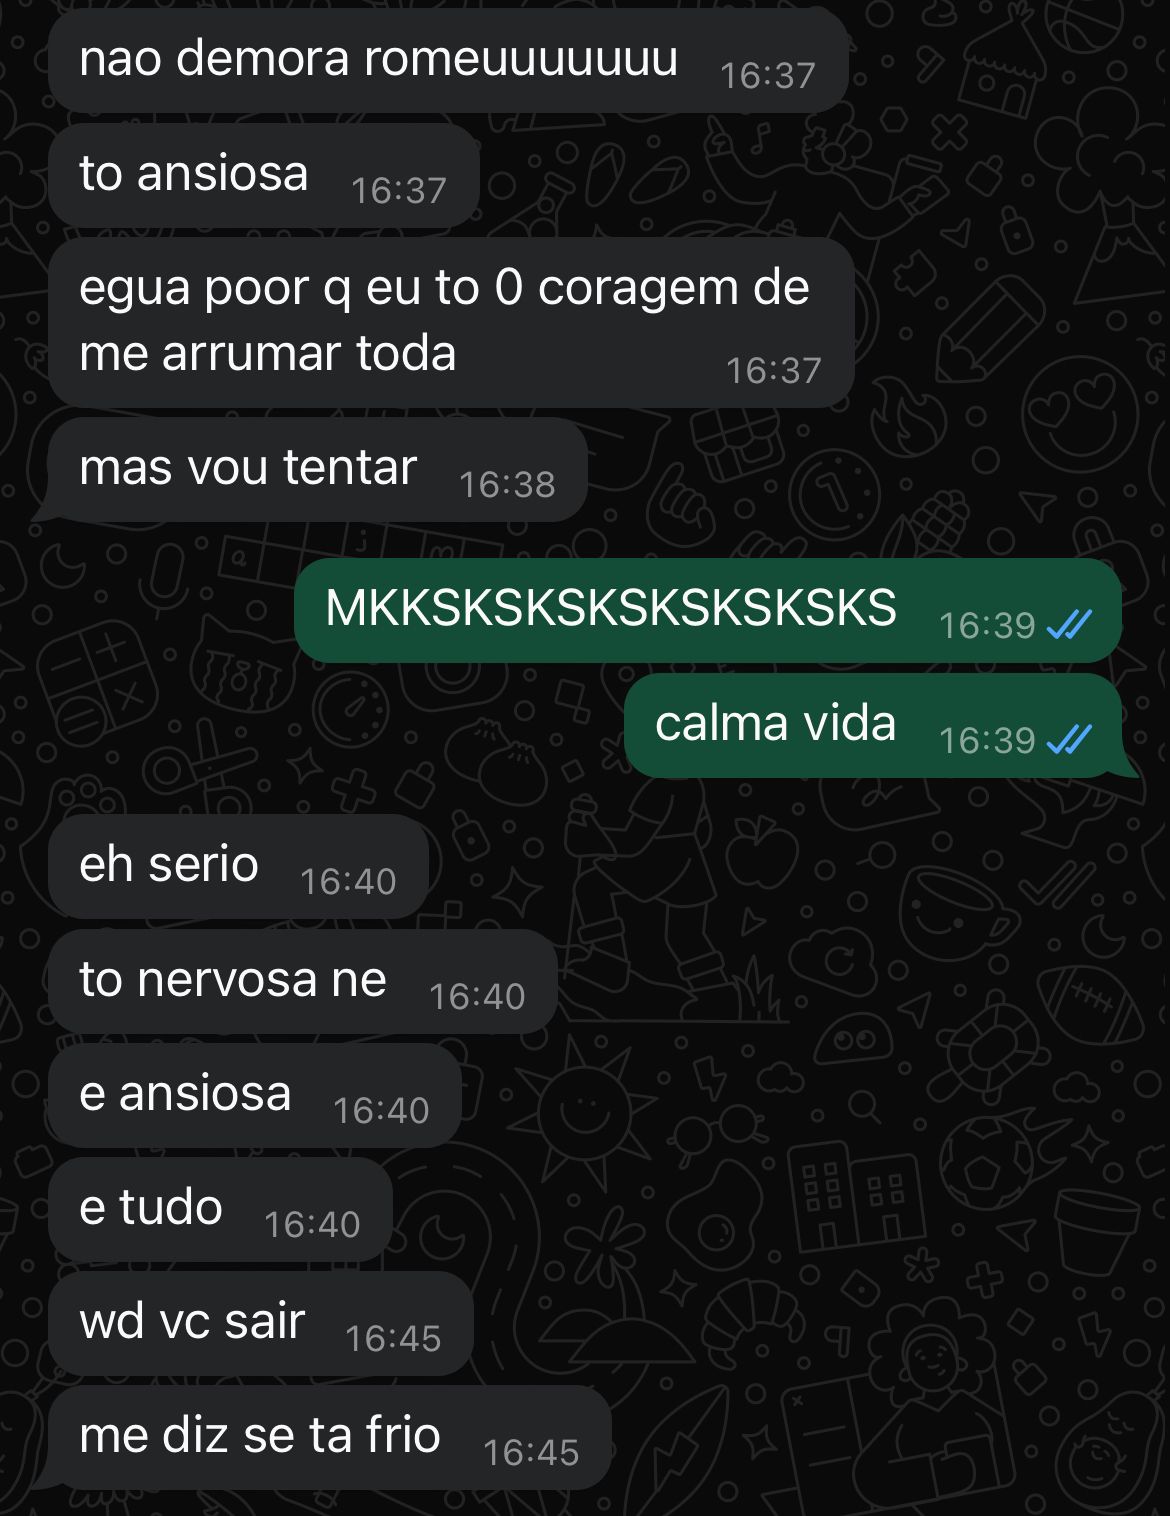 nao demora romeuuuuuuu 16:37
to ansiosa 16:37
egua poor q eu to 0 coragem de
me arrumar toda 16:37
mas vou tentar 16:38
MKKSKSKSKSKSKSKSKS 16:39
calma vida 16:39
eh serio 16:40
to nervosa ne 16:40
e ansiosa 16:40
e tudo 16:40
wd vc sair 16:45
me diz se ta frio 16:45